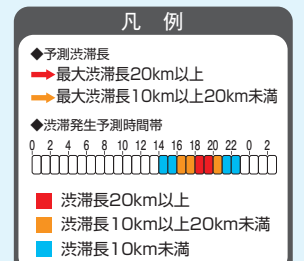 凡例
◆予測渋滞長
最大渋滞長20km以上
最大渋滞長10km以上20km未満
◆渋滞発生予測時間帯
0 2 4 6 8 10 12 14 16 18 20 22 0 2
渋滞長20km以上
渋滞長10km以上20km未満
渋滞長10km未満